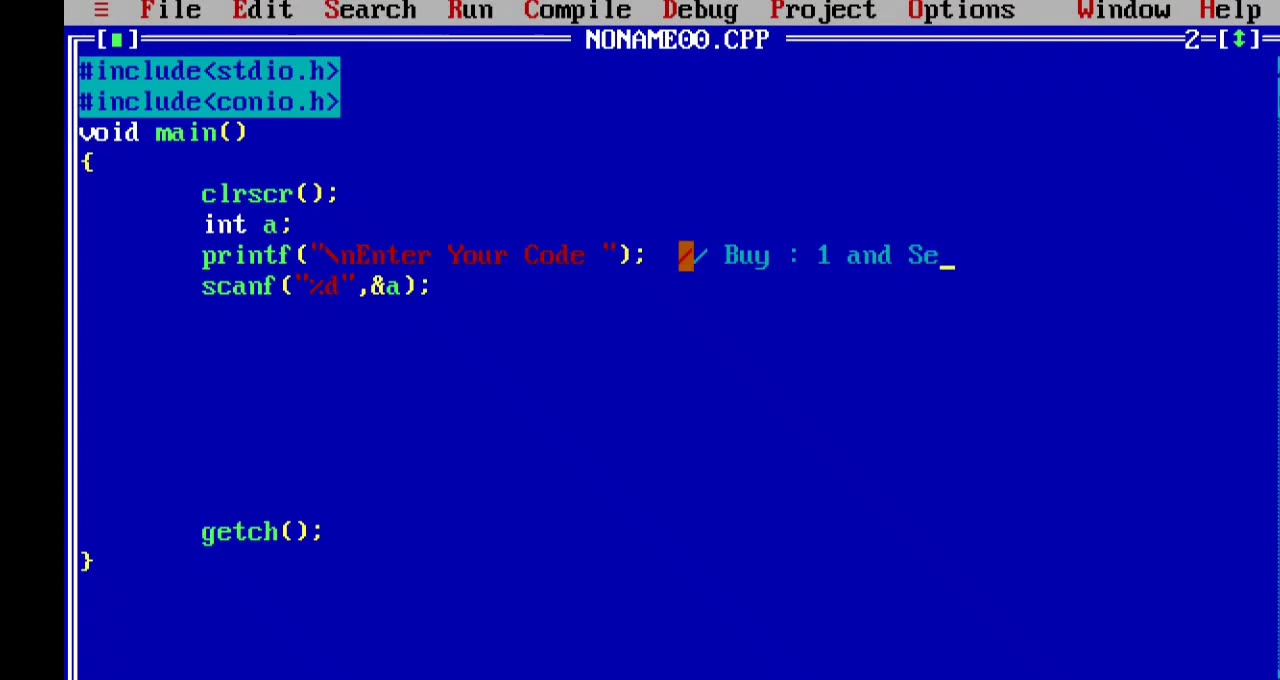 ≡ File Edit Search Run Compile Debug Project Options Window Help
[■] NONAME00.CPP 2=[↕]
#include<stdio.h>
#include<conio.h>
void main()
{
clrscr();
int a;
printf("\nEnter Your Code "); // Buy : 1 and Se_
scanf("%d",&a);
getch();
}